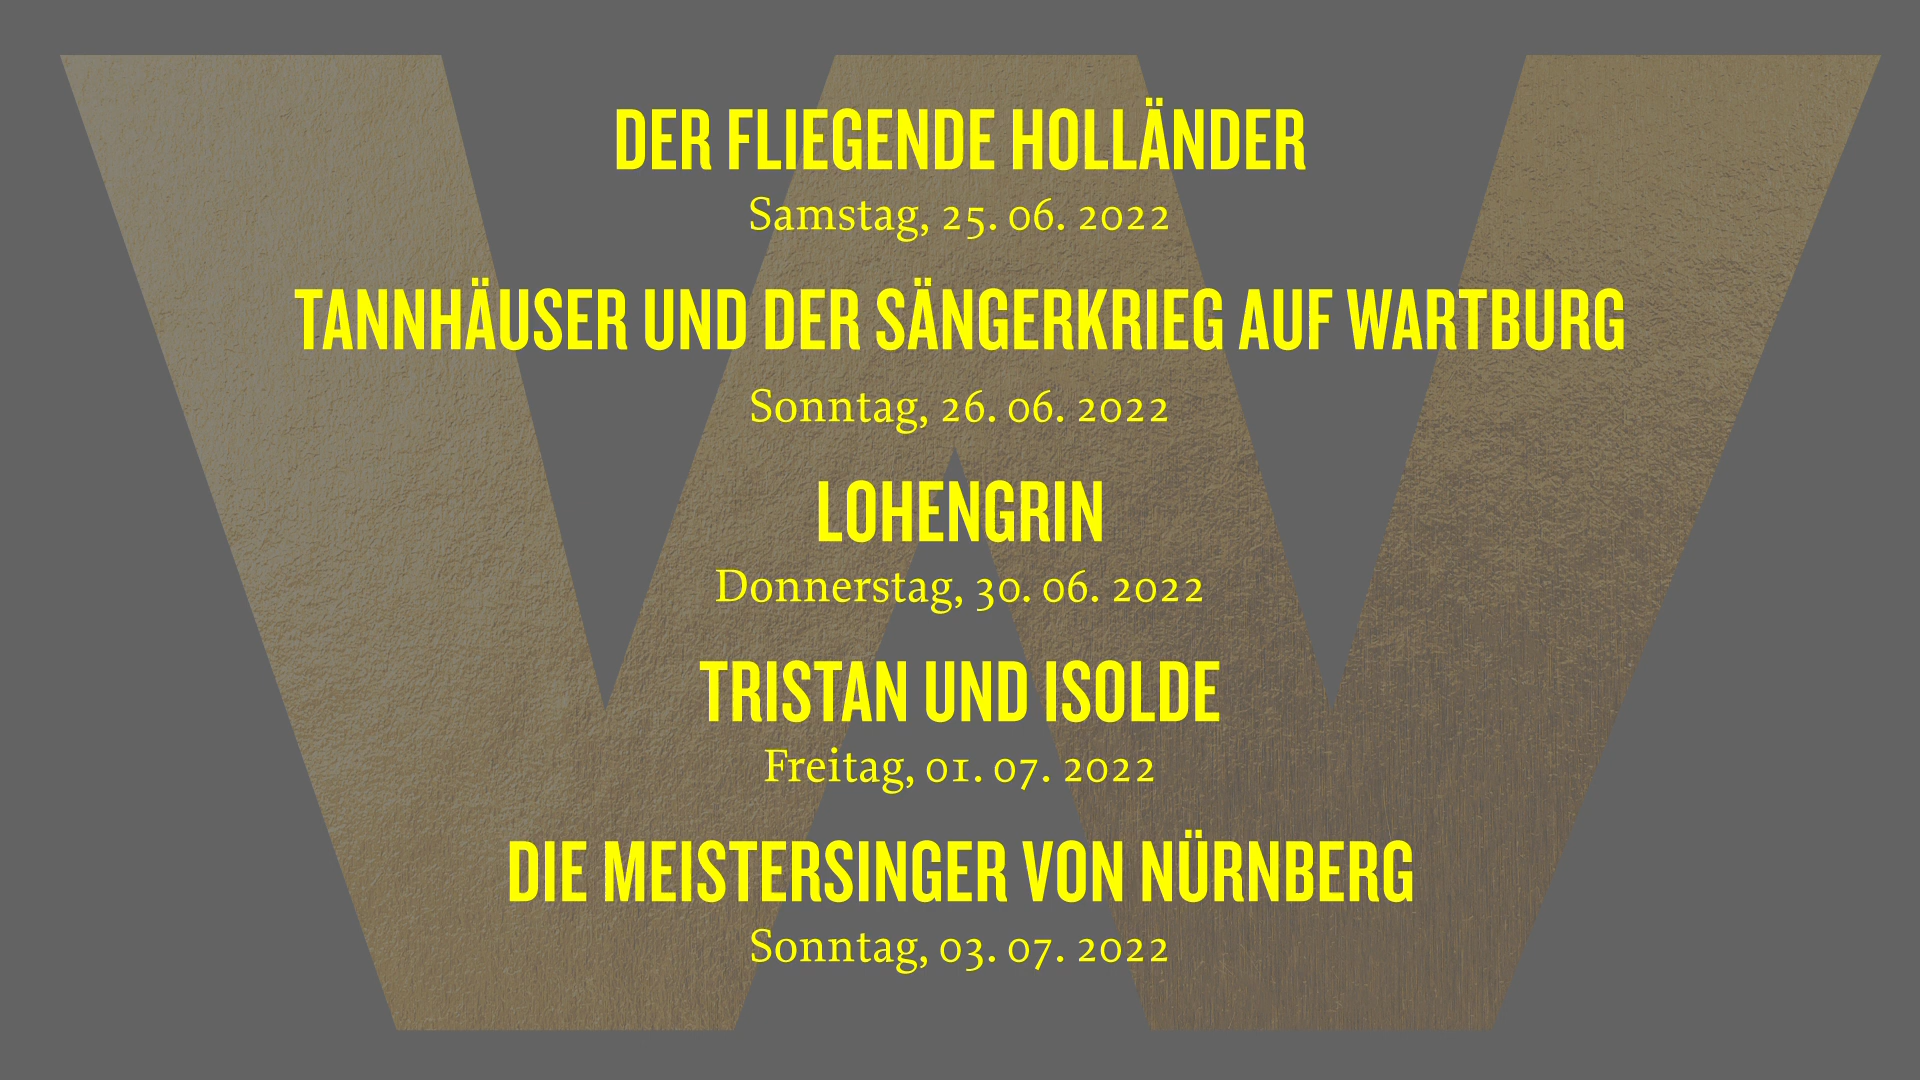 DER FLIEGENDE HOLLÄNDER
Samstag, 25. 06. 2022
TANNHÄUSER UND DER SÄNGERKRIEG AUF WARTBURG
Sonntag, 26. 06. 2022
LOHENGRIN
Donnerstag, 30. 06. 2022
TRISTAN UND ISOLDE
Freitag, 01. 07. 2022
DIE MEISTERSINGER VON NÜRNBERG
Sonntag, 03. 07. 2022